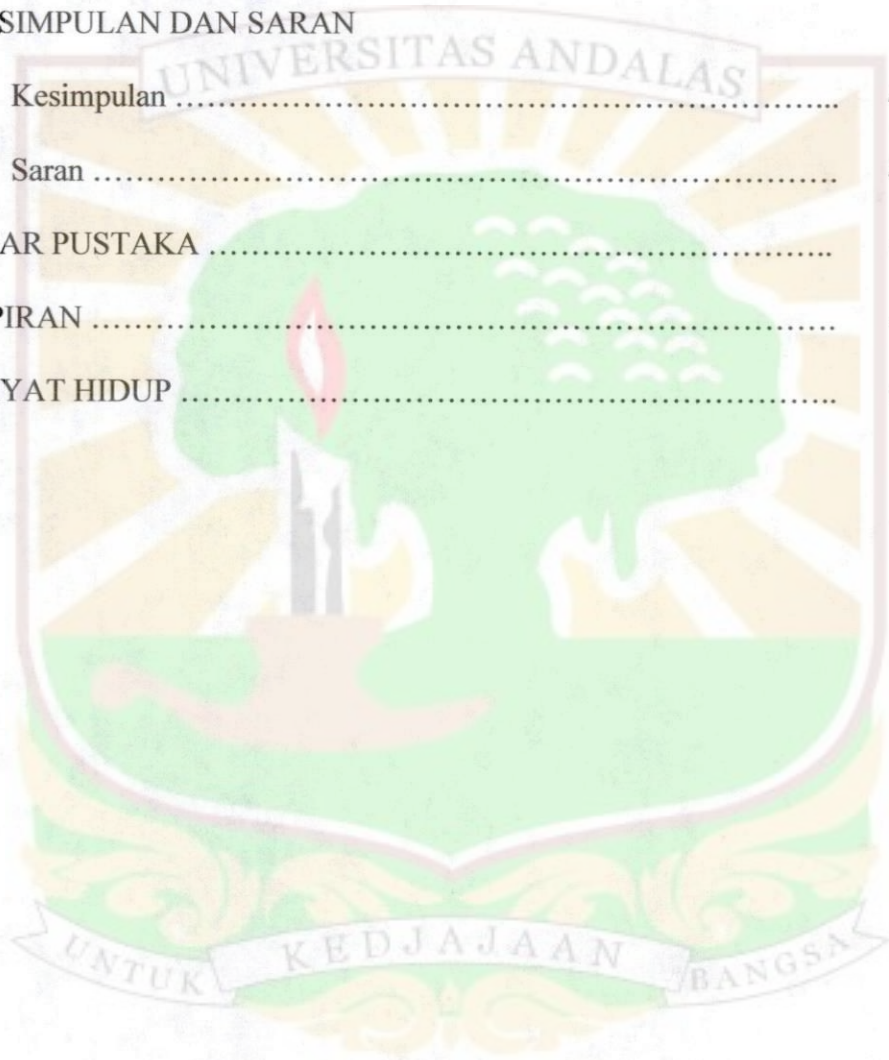 SIMPULAN DAN SARAN
UNIVERSITAS ANDALAS
Kesimpulan ...............................................................
Saran ...............................................................
AR PUSTAKA ...............................................................
PIRAN ...............................................................
YAT HIDUP ...............................................................
UNTUK KEDJAJAAN BANGSA